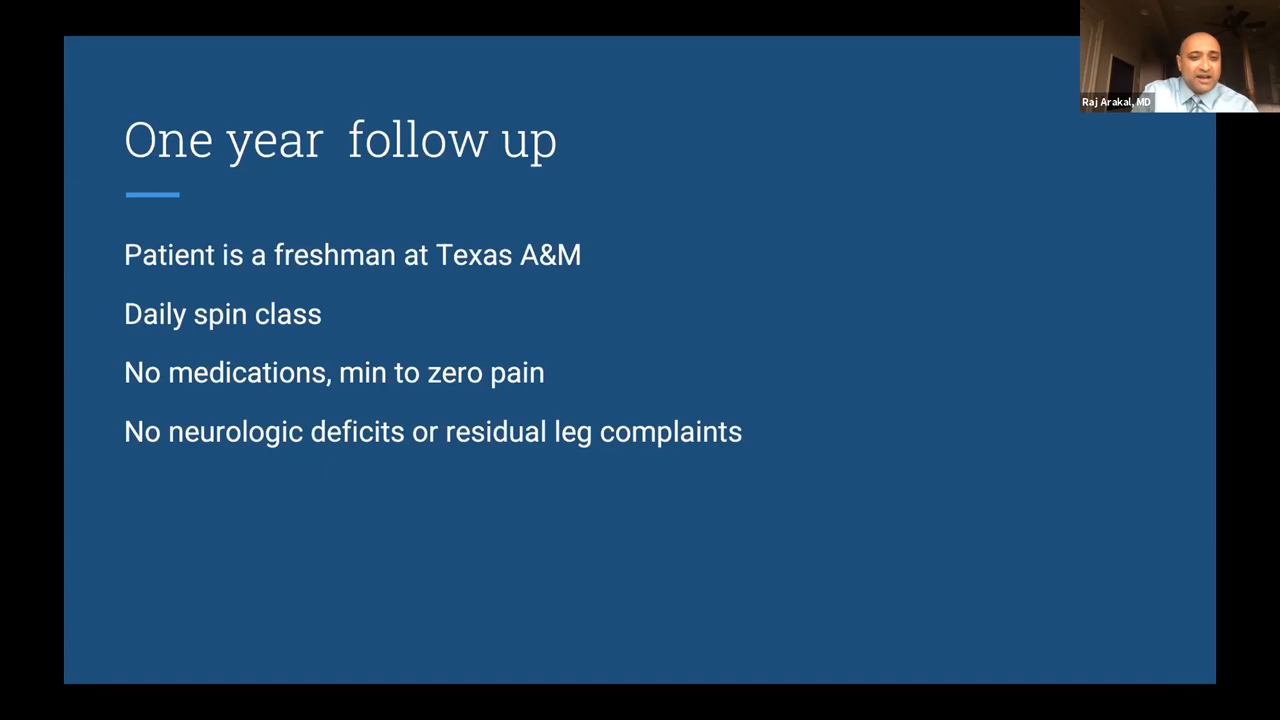 Raj Arakal, MD
One year follow up
Patient is a freshman at Texas A&M
Daily spin class
No medications, min to zero pain
No neurologic deficits or residual leg complaints